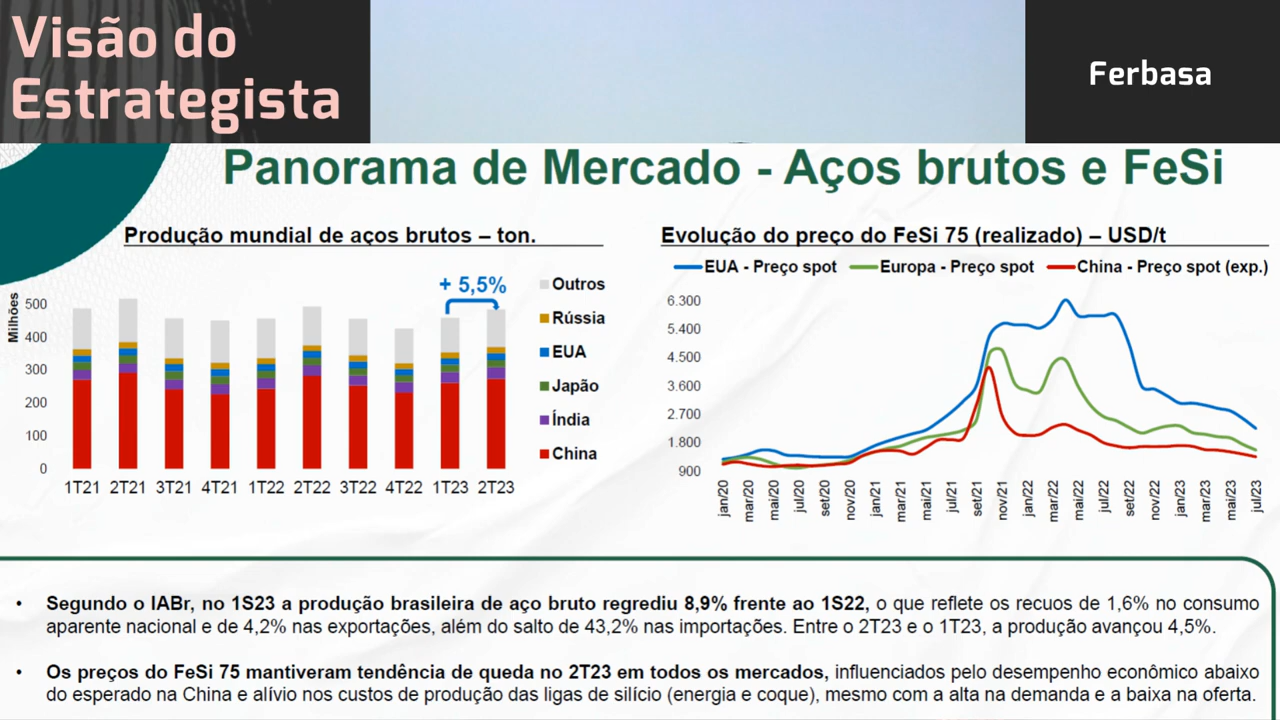 Visão do
Estrategista
Ferbasa
Panorama de Mercado - Aços brutos e FeSi
Produção mundial de aços brutos – ton.
Milhões
500
400
300
200
100
0
+ 5,5%
1T21 2T21 3T21 4T21 1T22 2T22 3T22 4T22 1T23 2T23
Outros
Rússia
EUA
Japão
Índia
China
Evolução do preço do FeSi 75 (realizado) – USD/t
EUA - Preço spot Europa - Preço spot China - Preço spot (exp.)
6.300
5.400
4.500
3.600
2.700
1.800
900
jan/20 mar/20 mai/20 jul/20 set/20 nov/20 jan/21 mar/21 mai/21 jul/21 set/21 nov/21 jan/22 mar/22 mai/22 jul/22 set/22 nov/22 jan/23 mar/23 mai/23 jul/23
• Segundo o IABr, no 1S23 a produção brasileira de aço bruto regrediu 8,9% frente ao 1S22, o que reflete os recuos de 1,6% no consumo
aparente nacional e de 4,2% nas exportações, além do salto de 43,2% nas importações. Entre o 2T23 e o 1T23, a produção avançou 4,5%.
• Os preços do FeSi 75 mantiveram tendência de queda no 2T23 em todos os mercados, influenciados pelo desempenho econômico abaixo
do esperado na China e alívio nos custos de produção das ligas de silício (energia e coque), mesmo com a alta na demanda e a baixa na oferta.